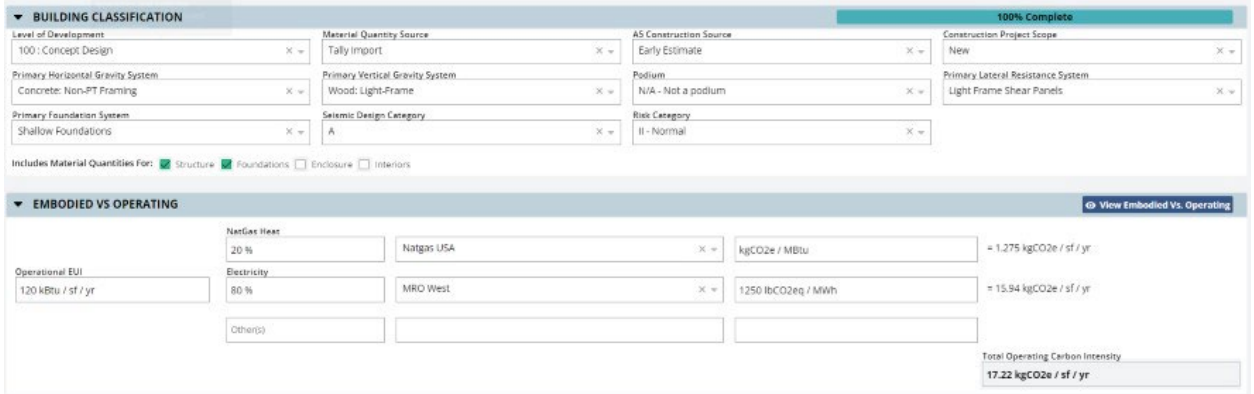 BUILDING CLASSIFICATION
100% Complete
Level of Development
Material Quantity Source
A5 Construction Source
Construction Project Scope
100 : Concept Design
Tally Import
Early Estimate
New
Primary Horizontal Gravity System
Primary Vertical Gravity System
Podium
Primary Lateral Resistance System
Concrete: Non-PT Framing
Wood: Light-Frame
N/A - Not a podium
Light Frame Shear Panels
Primary Foundation System
Seismic Design Category
Risk Category
Shallow Foundations
A
II - Normal
Includes Material Quantities For: Structure Foundations Enclosure Interiors
EMBODIED VS OPERATING
View Embodied Vs. Operating
NatGas Heat
20 %
Natgas USA
kgCO2e / MBtu
= 1.275 kgCO2e / sf / yr
Operational EUI
Electricity
120 kBtu / sf / yr
80 %
MRO West
1250 lbCO2eq / MWh
= 15.94 kgCO2e / sf / yr
Other(s)
Total Operating Carbon Intensity
17.22 kgCO2e / sf / yr